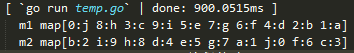 [ `go run temp.go` | done: 900.0515ms ]
m1 map[0:j 8:h 3:c 9:i 5:e 7:g 6:f 4:d 2:b 1:a]
m2 map[b:2 i:9 h:8 d:4 e:5 g:7 a:1 j:0 f:6 c:3]